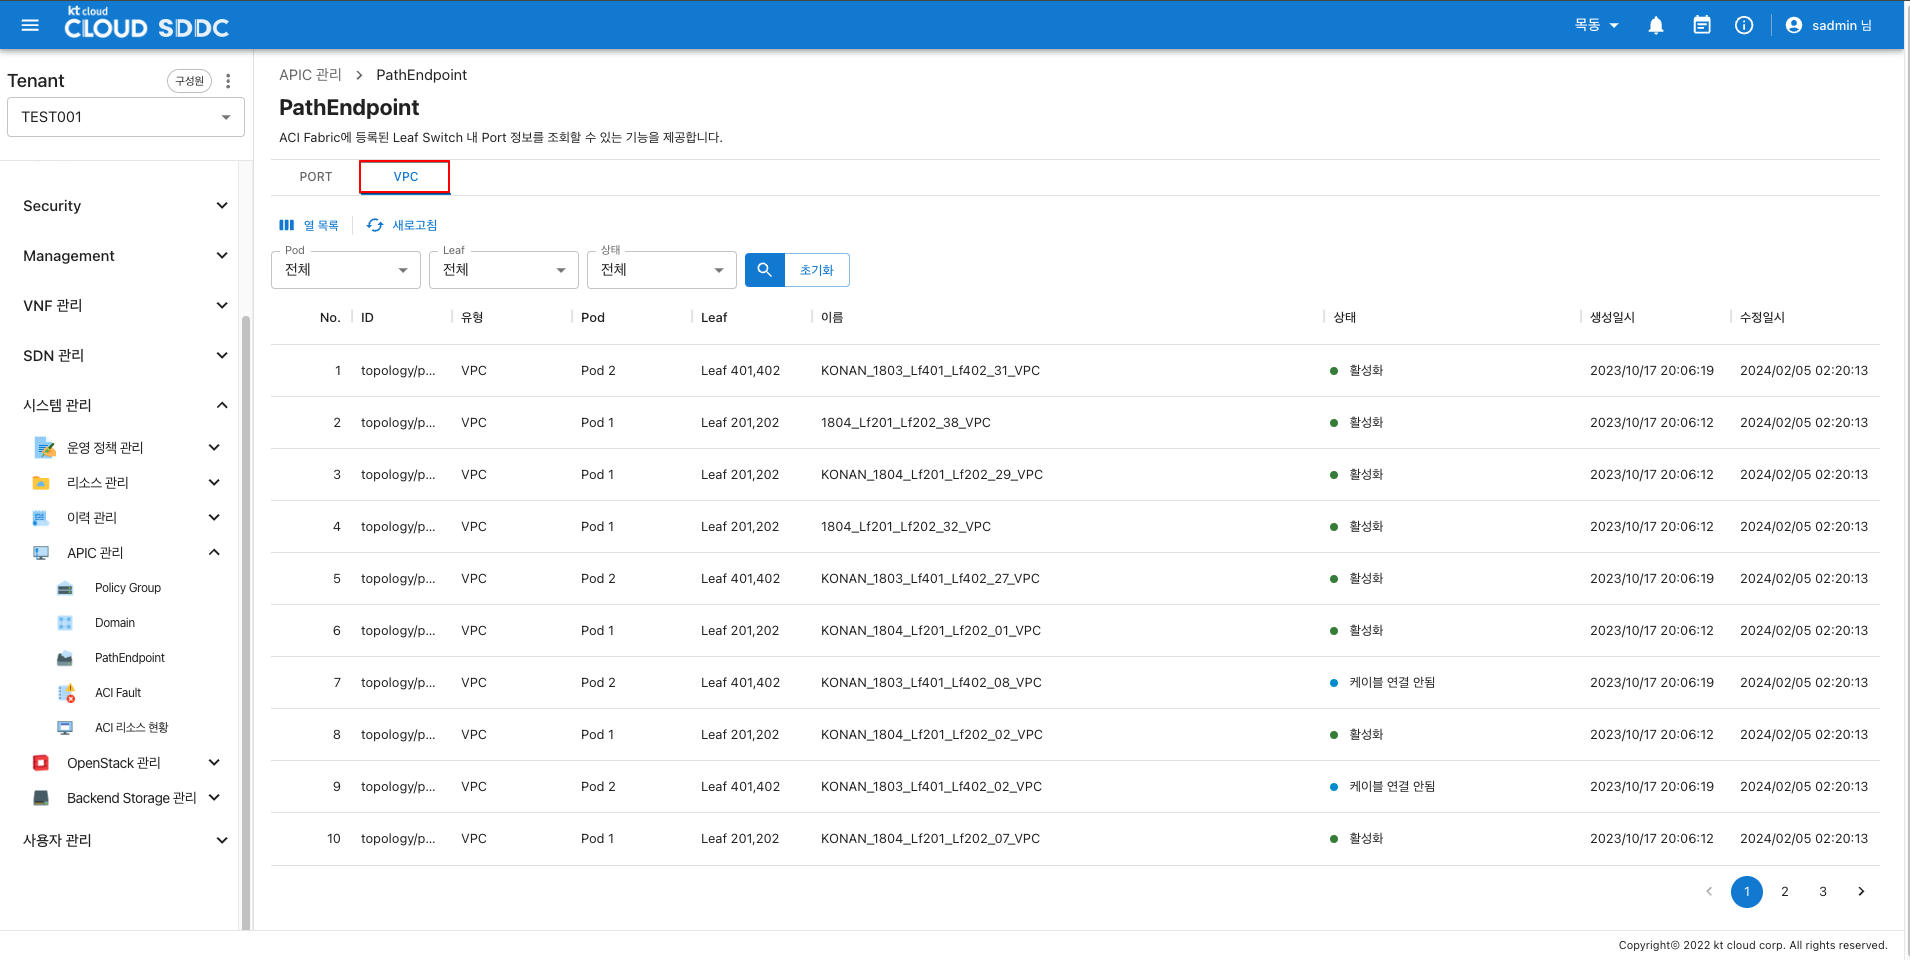 kt cloud
CLOUD SDDC
목동
sadmin 님
Tenant
구성원
TEST001
Security
Management
VNF 관리
SDN 관리
시스템 관리
운영 정책 관리
리소스 관리
이력 관리
APIC 관리
Policy Group
Domain
PathEndpoint
ACI Fault
ACI 리소스 현황
OpenStack 관리
Backend Storage 관리
사용자 관리
APIC 관리 > PathEndpoint
PathEndpoint
ACI Fabric에 등록된 Leaf Switch 내 Port 정보를 조회할 수 있는 기능을 제공합니다.
PORT VPC
열 목록 새로고침
Pod Leaf 상태
전체 전체 전체 초기화
No. ID 유형 Pod Leaf 이름 상태 생성일시 수정일시
1 topology/p... VPC Pod 2 Leaf 401,402 KONAN_1803_Lf401_Lf402_31_VPC 활성화 2023/10/17 20:06:19 2024/02/05 02:20:13
2 topology/p... VPC Pod 1 Leaf 201,202 1804_Lf201_Lf202_38_VPC 활성화 2023/10/17 20:06:12 2024/02/05 02:20:13
3 topology/p... VPC Pod 1 Leaf 201,202 KONAN_1804_Lf201_Lf202_29_VPC 활성화 2023/10/17 20:06:12 2024/02/05 02:20:13
4 topology/p... VPC Pod 1 Leaf 201,202 1804_Lf201_Lf202_32_VPC 활성화 2023/10/17 20:06:12 2024/02/05 02:20:13
5 topology/p... VPC Pod 2 Leaf 401,402 KONAN_1803_Lf401_Lf402_27_VPC 활성화 2023/10/17 20:06:19 2024/02/05 02:20:13
6 topology/p... VPC Pod 1 Leaf 201,202 KONAN_1804_Lf201_Lf202_01_VPC 활성화 2023/10/17 20:06:12 2024/02/05 02:20:13
7 topology/p... VPC Pod 2 Leaf 401,402 KONAN_1803_Lf401_Lf402_08_VPC 케이블 연결 안됨 2023/10/17 20:06:19 2024/02/05 02:20:13
8 topology/p... VPC Pod 1 Leaf 201,202 KONAN_1804_Lf201_Lf202_02_VPC 활성화 2023/10/17 20:06:12 2024/02/05 02:20:13
9 topology/p... VPC Pod 2 Leaf 401,402 KONAN_1803_Lf401_Lf402_02_VPC 케이블 연결 안됨 2023/10/17 20:06:19 2024/02/05 02:20:13
10 topology/p... VPC Pod 1 Leaf 201,202 KONAN_1804_Lf201_Lf202_07_VPC 활성화 2023/10/17 20:06:12 2024/02/05 02:20:13
1 2 3
Copyright© 2022 kt cloud corp. All rights reserved.